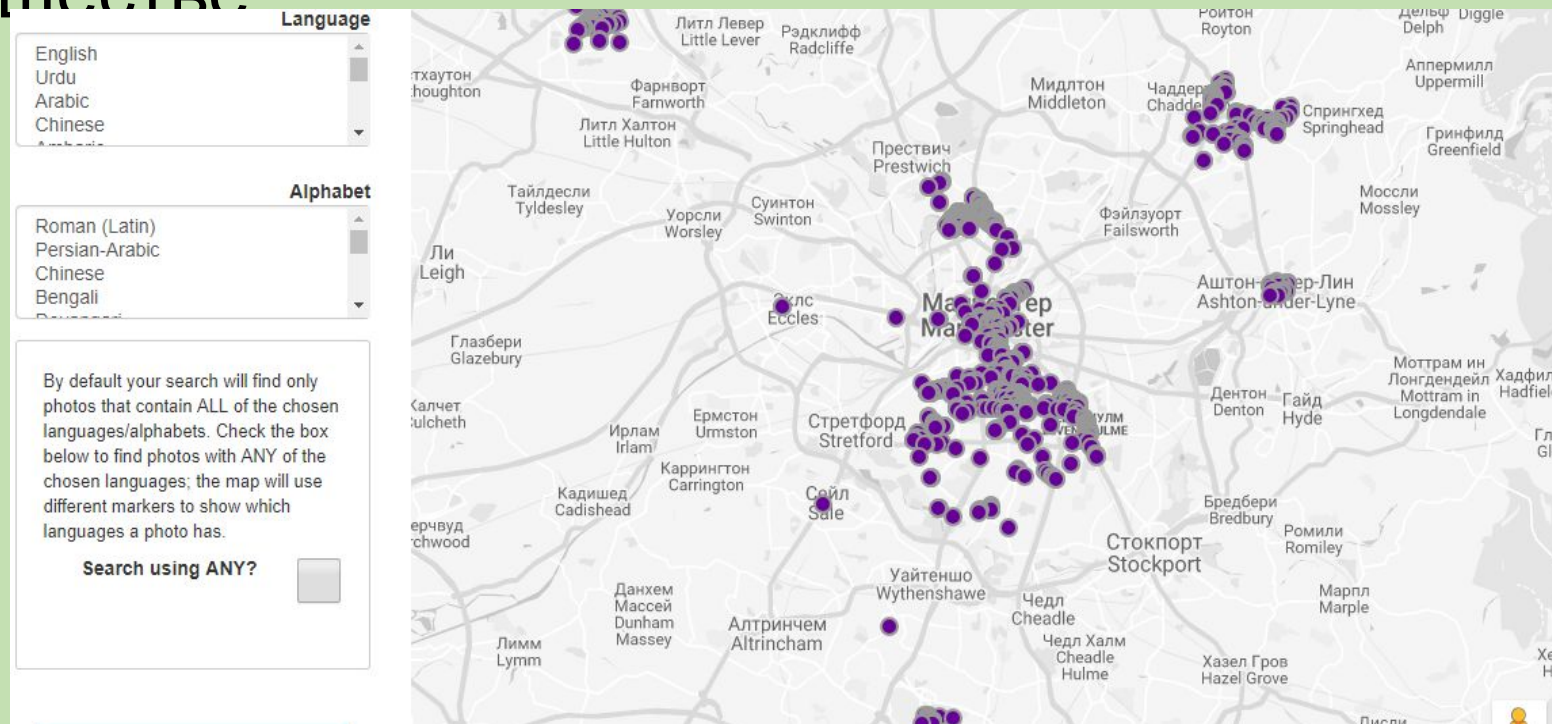 Language
English
Urdu
Arabic
Chinese
Alphabet
Roman (Latin)
Persian-Arabic
Chinese
Bengali
By default your search will find only
photos that contain ALL of the chosen
languages/alphabets. Check the box
below to find photos with ANY of the
chosen languages; the map will use
different markers to show which
languages a photo has.
Search using ANY?
Литл Левер
Little Lever
Рэдклифф
Radcliffe
Ройтон
Royton
Дельф
Delph
Diggle
Аппермилл
Uppermill
Фарнворт
Farnworth
Мидлтон
Middleton
Литл Халтон
Little Hulton
Спрингхед
Springhead
Гринфилд
Greenfield
Прествич
Prestwich
Тайлдесли
Tyldesley
Суинтон
Swinton
Уорсли
Worsley
Фэйлзуорт
Failsworth
Моссли
Mossley
Ли
Leigh
Эклс
Eccles
Глазбери
Glazebury
Моттрам ин
Лонгдендейл
Mottram in
Longdendale
Дентон
Denton
Гайд
Hyde
Ермстон
Urmston
Стретфорд
Stretford
Ирлам
Irlam
Каррингтон
Carrington
Кадишед
Cadishead
Сейл
Sale
Бредбери
Bredbury
Ромили
Romiley
Стокпорт
Stockport
Уайтеншо
Wythenshawe
Чедл
Cheadle
Марпл
Marple
Данхем
Массей
Dunham
Massey
Алтринчем
Altrincham
Чедл Халм
Cheadle
Hulme
Лимм
Lymm
Хазел Гров
Hazel Grove